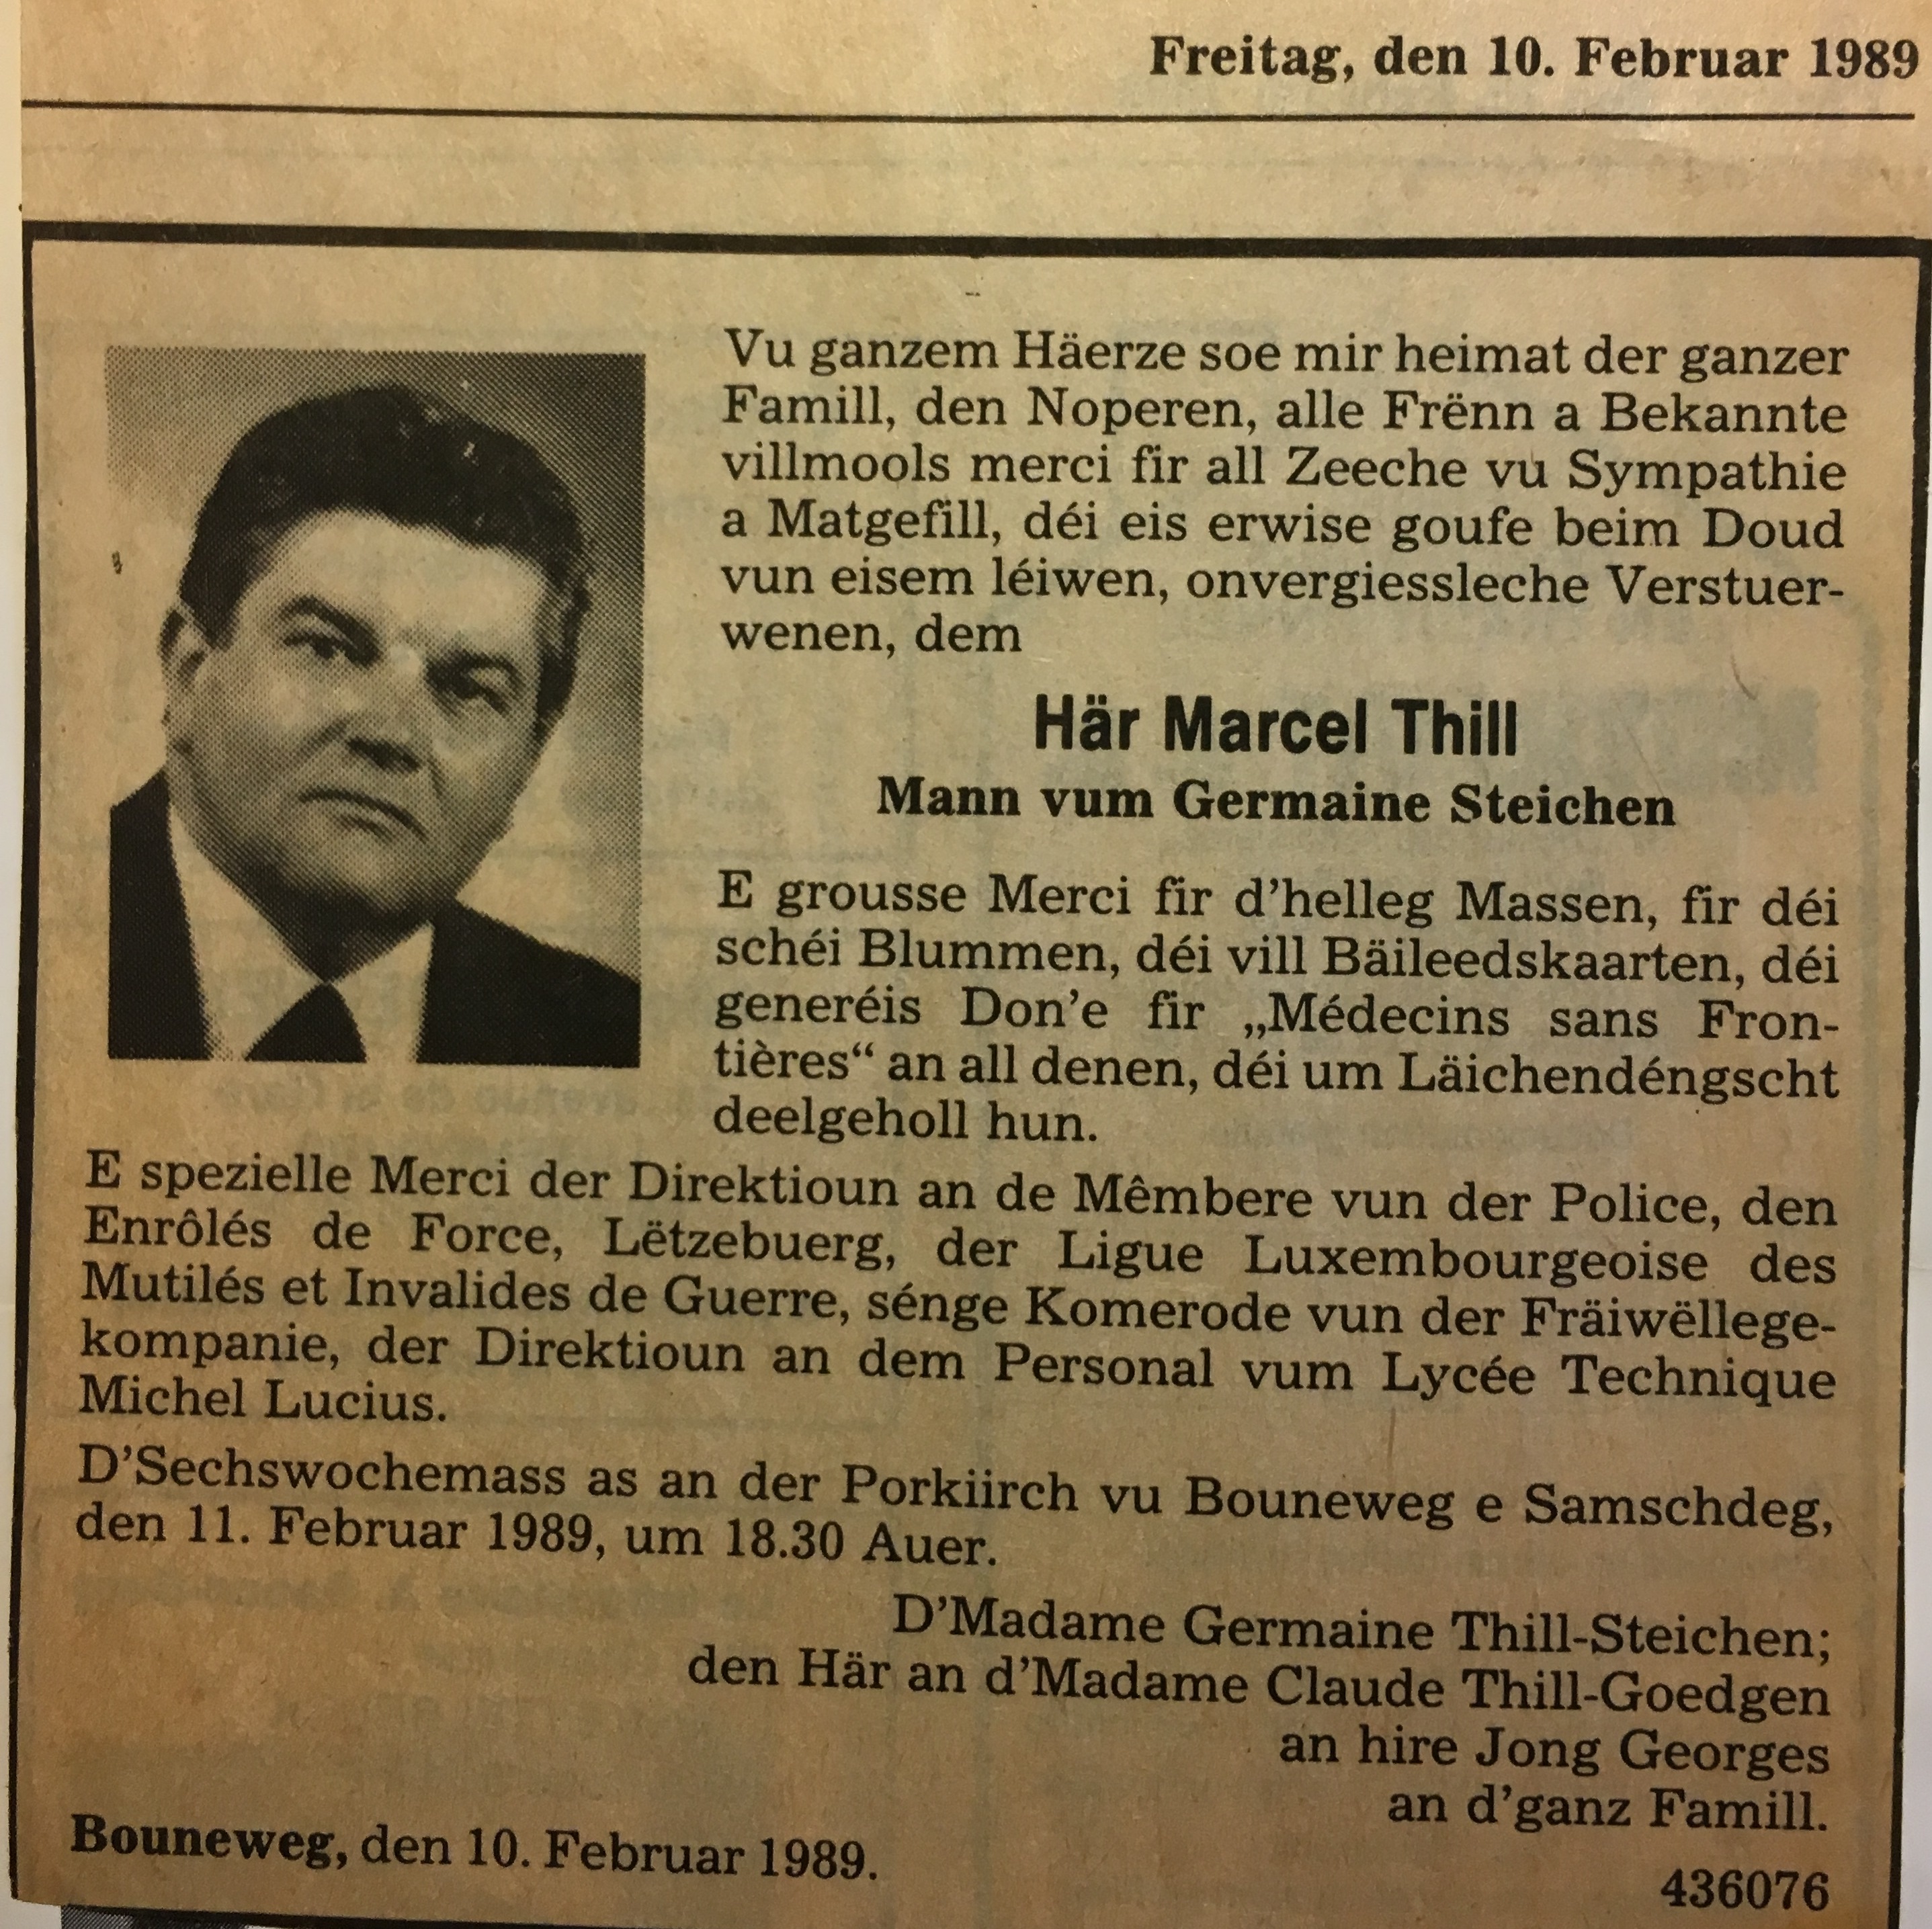 Freitag, den 10. Februar 1989
Vu ganzem Häerze soe mir heimat der ganzer
Famill, den Noperen, alle Frënn a Bekannte
villmools merci fir all Zeeche vu Sympathie
a Matgefill, déi eis erwise goufe beim Doud
vun eisem léiwen, onvergiessleche Verstuer-
wenen, dem
Här Marcel Thill
Mann vum Germaine Steichen
E grousse Merci fir d'helleg Massen, fir déi
schéi Blummen, déi vill Bäileedskaarten, déi
generéis Don'e fir „Médecins sans Fron-
tières“ an all denen, déi um Läichendéngscht
deelgeholl hun.
E spezielle Merci der Direktioun an de Mêmbere vun der Police, den
Enrôlés de Force, Lëtzebuerg, der Ligue Luxembourgeoise des
Mutilés et Invalides de Guerre, sénge Komerode vun der Fräiwëllege-
kompanie, der Direktioun an dem Personal vum Lycée Technique
Michel Lucius.
D'Sechswochemass as an der Porkiirch vu Bouneweg e Samschdeg,
den 11. Februar 1989, um 18.30 Auer.
D'Madame Germaine Thill-Steichen;
den Här an d'Madame Claude Thill-Goedgen
an hire Jong Georges
an d'ganz Famill.
Bouneweg, den 10. Februar 1989.
436076